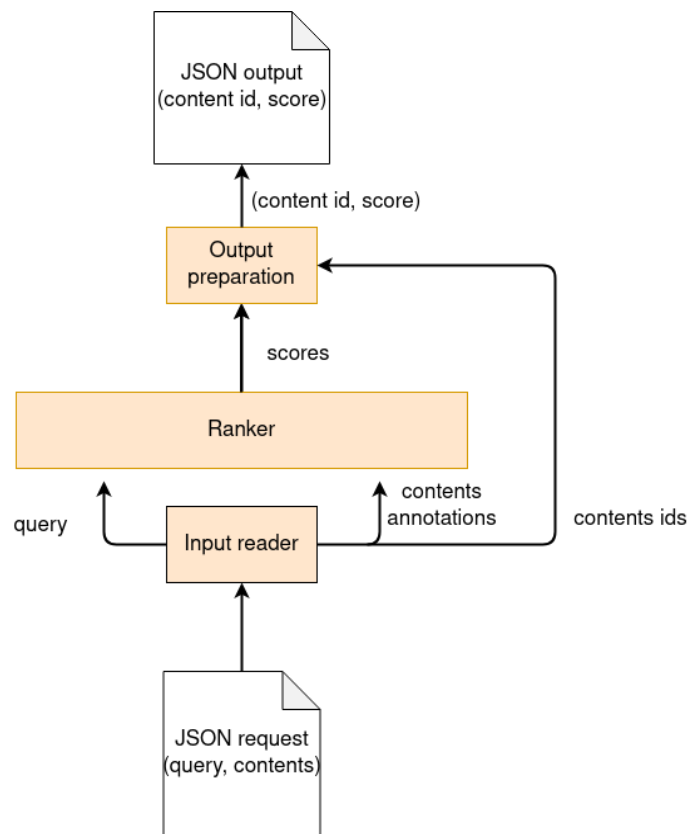 JSON output
(content id, score)
(content id, score)
Output
preparation
scores
Ranker
query
contents
annotations
contents ids
Input reader
JSON request
(query, contents)